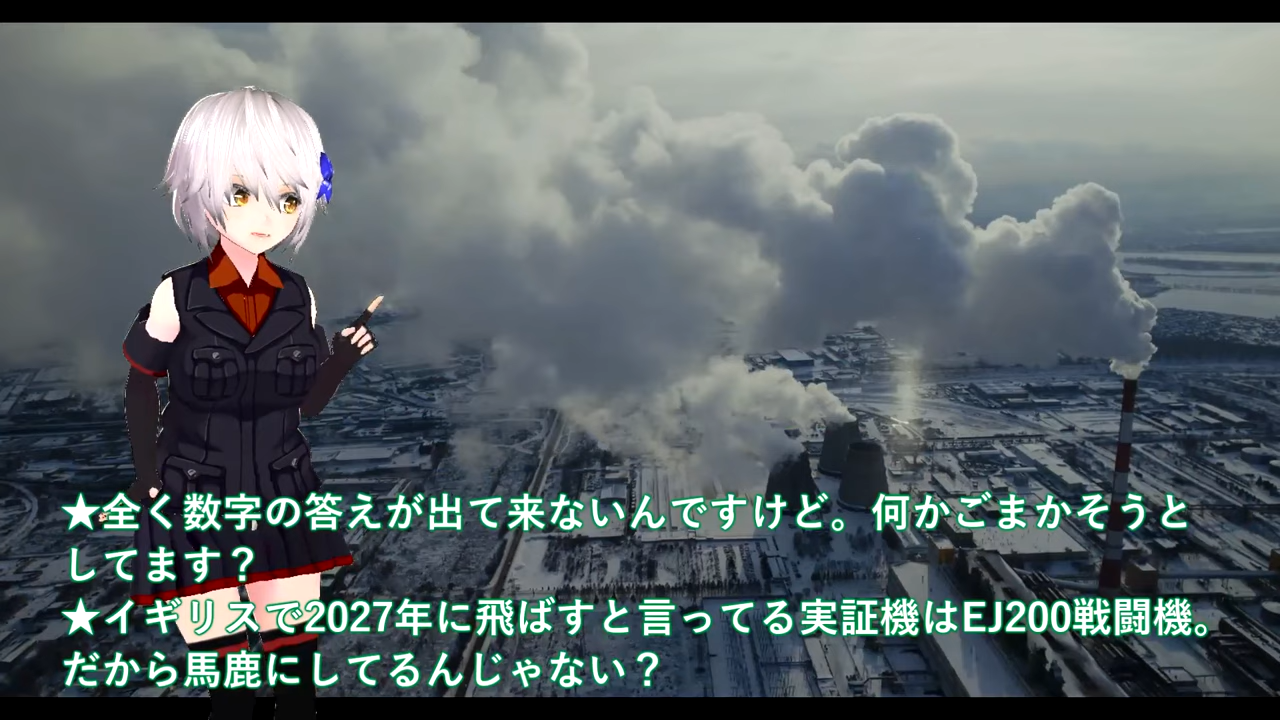 ★全く数字の答えが出て来ないんですけど。何かごまかそうと
してます？
★イギリスで2027年に飛ばすと言ってる実証機はEJ200戦闘機。
だから馬鹿にしてるんじゃない？